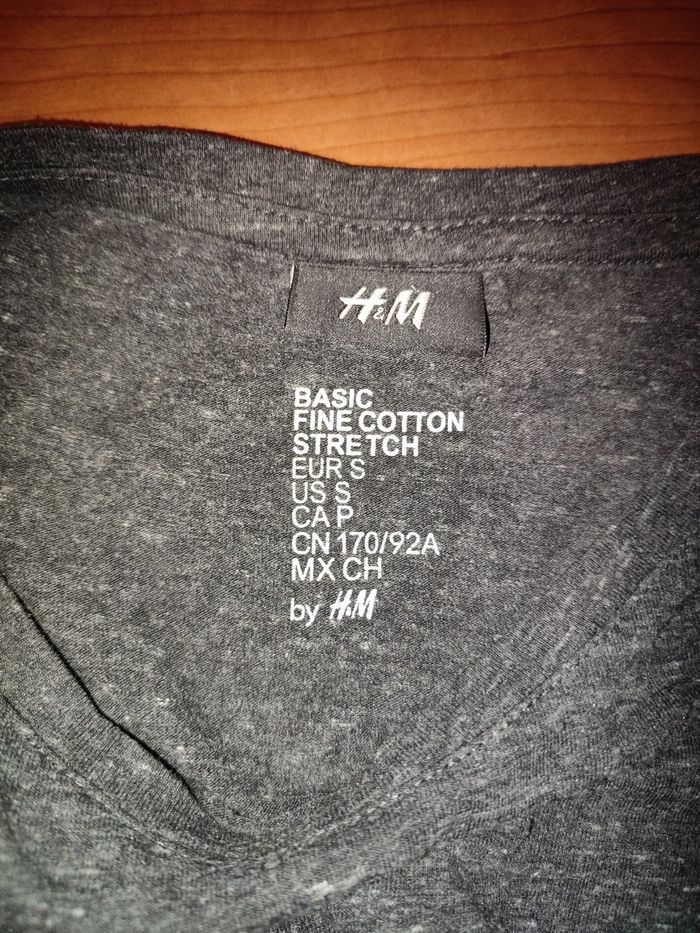 H&M
BASIC
FINE COTTON
STRETCH
EUR S
US S
CA P
CN 170/92A
MX CH
by H&M